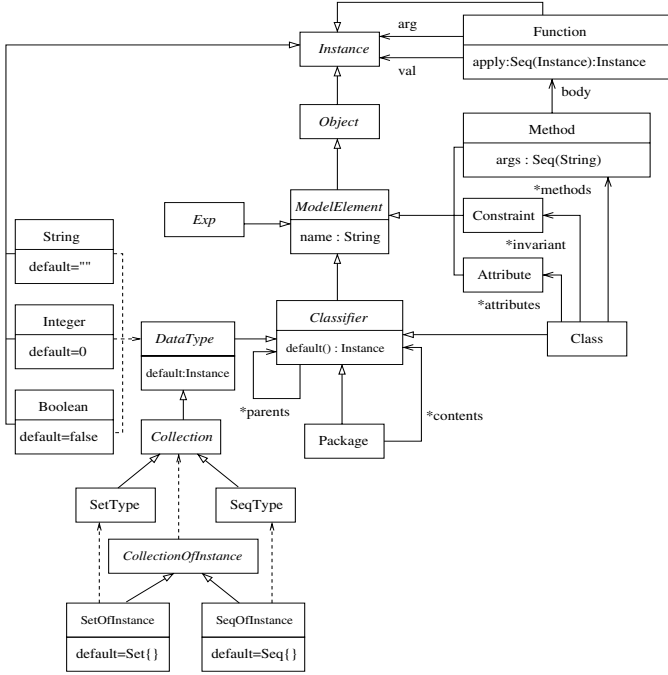 arg
Instance
val
Function
apply:Seq(Instance):Instance
body
Object
Method
args : Seq(String)
*methods
Exp
ModelElement
name : String
Constraint
*invariant
Attribute
*attributes
String
default=""
Integer
default=0
Boolean
default=false
DataType
default:Instance
Classifier
default() : Instance
Class
*parents
*contents
Package
Collection
SetType
SeqType
CollectionOfInstance
SetOfInstance
default=Set{}
SeqOfInstance
default=Seq{}